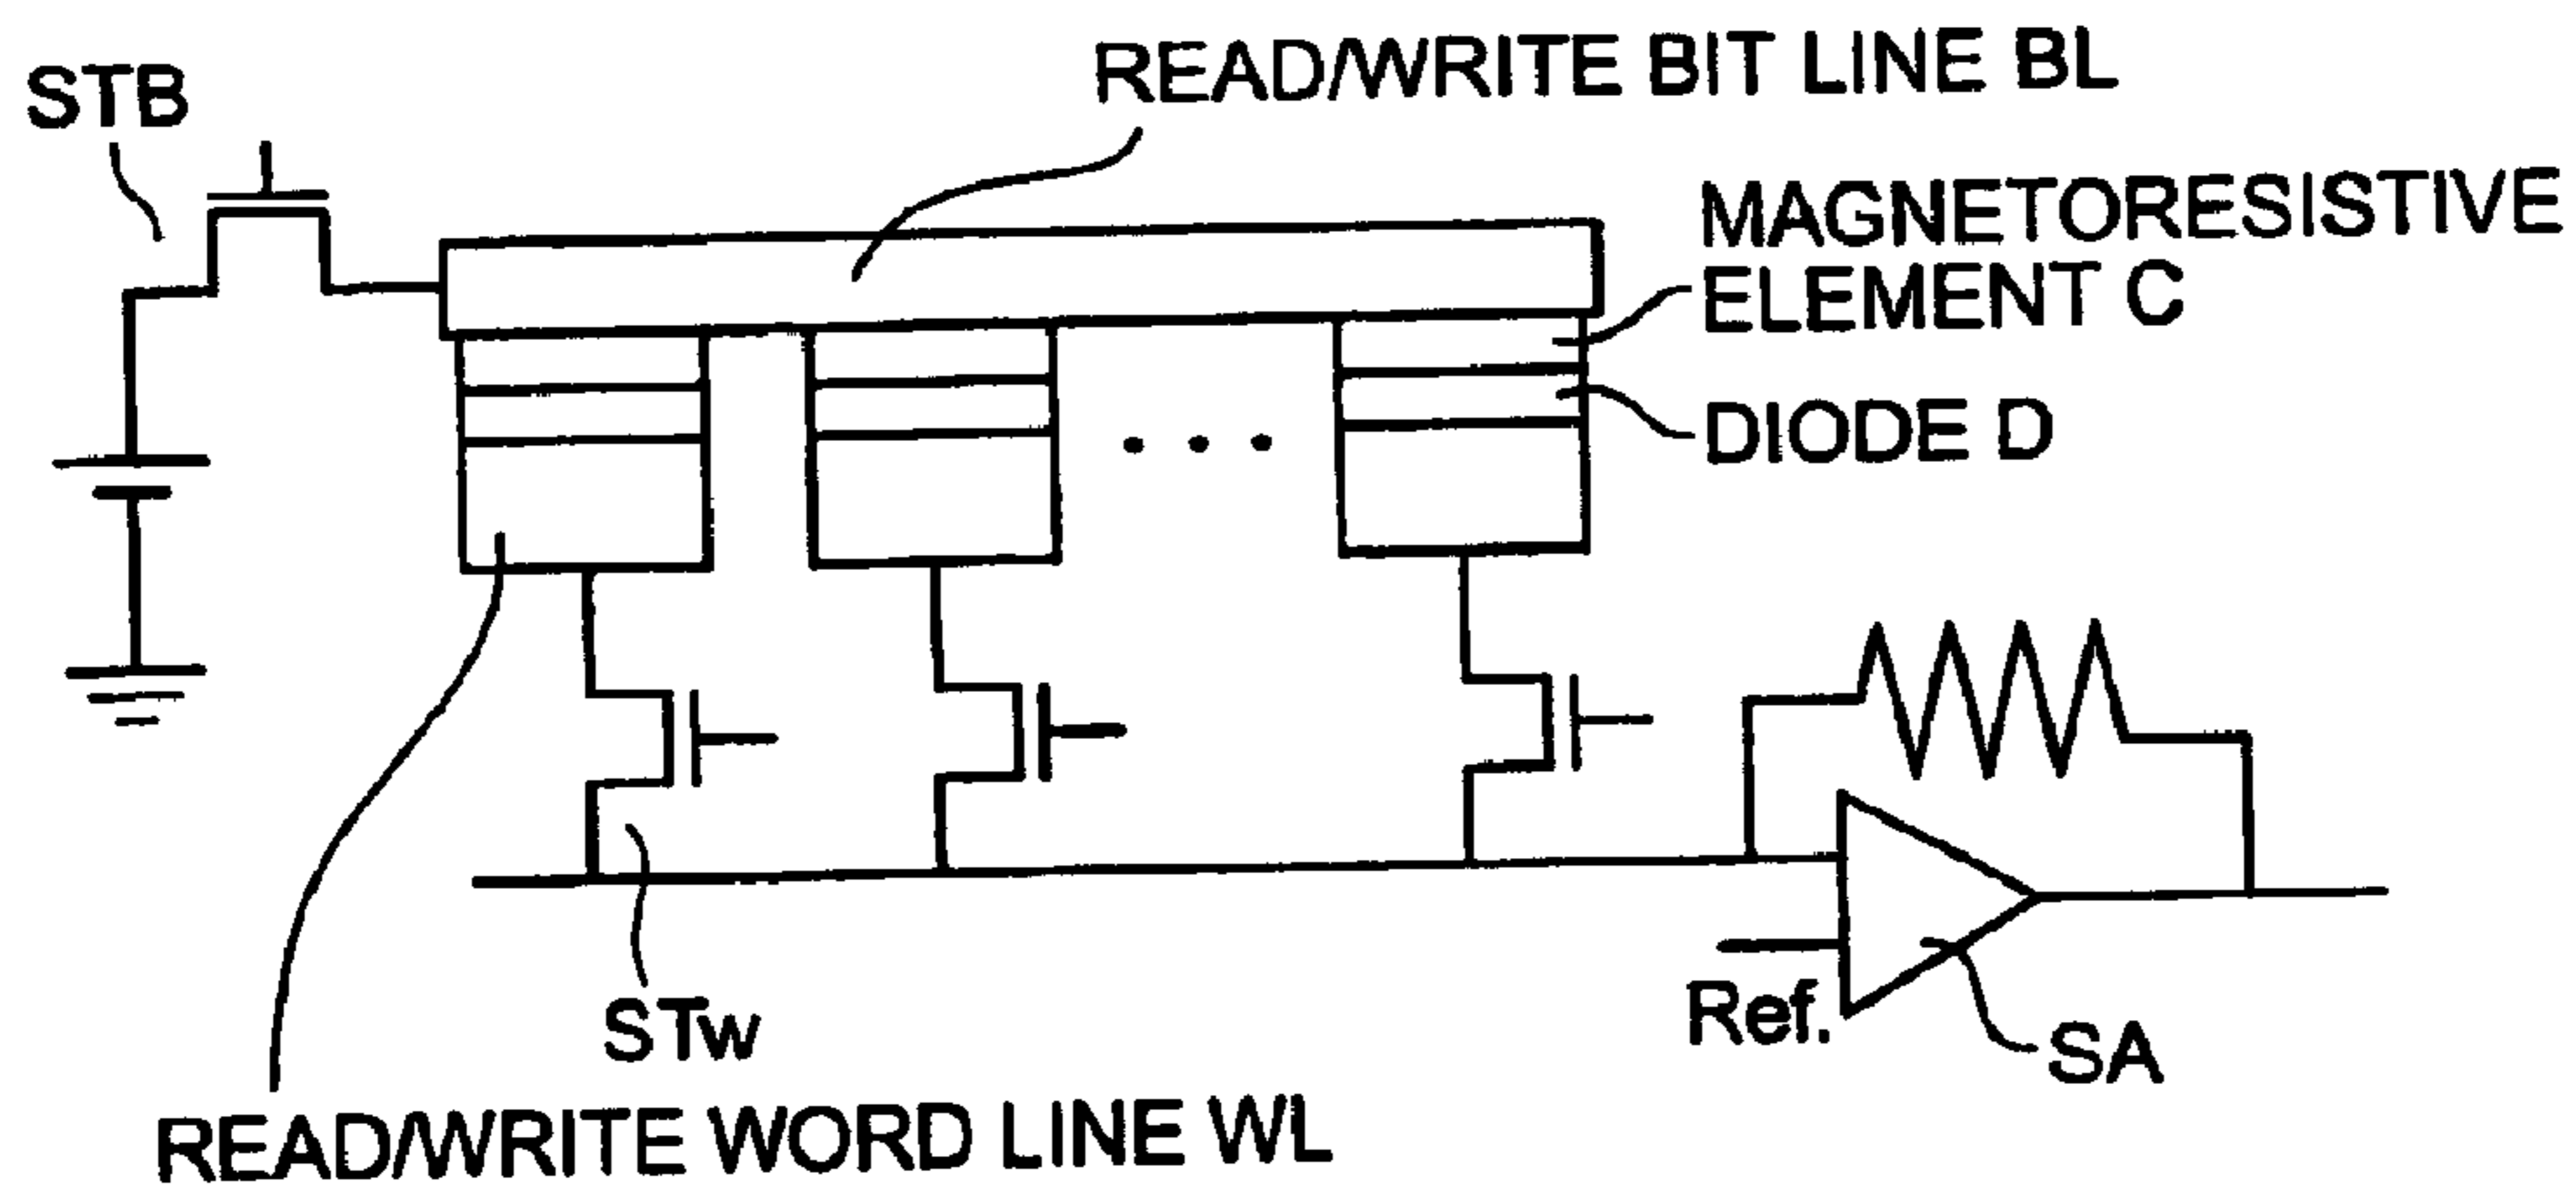 STB
READ/WRITE BIT LINE BL
MAGNETORESISTIVE
ELEMENT C
DIODE D
STw
Ref.
SA
READ/WRITE WORD LINE WL